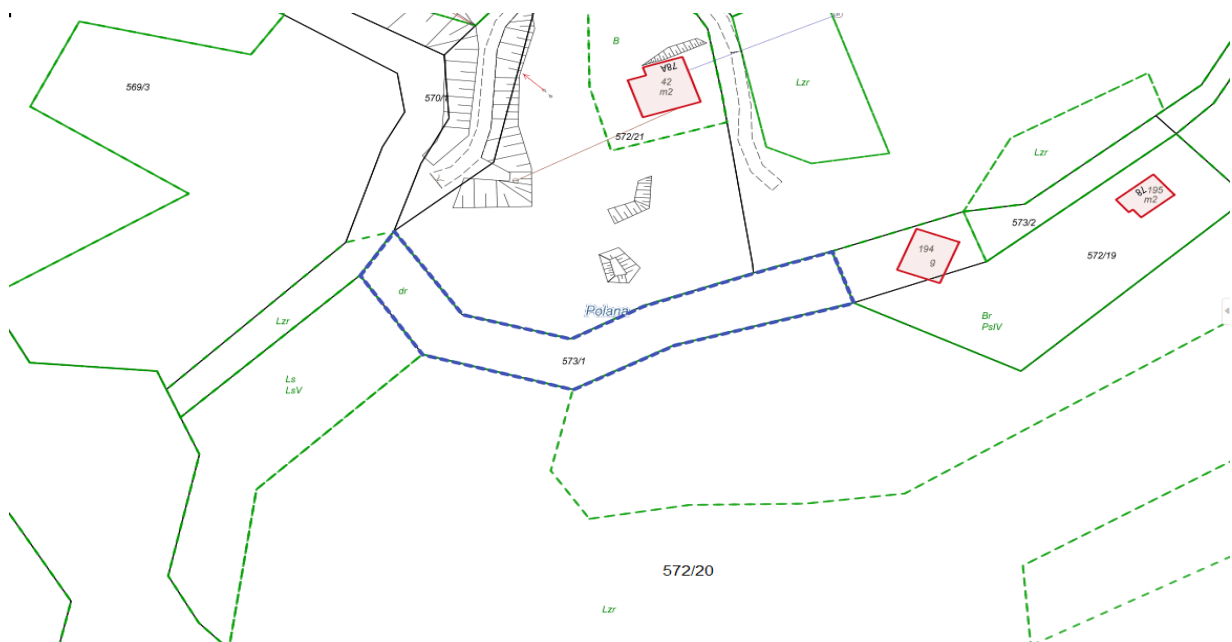 B
78A
42
m2
Lzr
569/3
570/1
572/21
Lzr
78
195
m2
573/2
194
g
572/19
dr
Polana
Lzr
Br
PsIV
573/1
Ls
LsV
572/20
Lzr